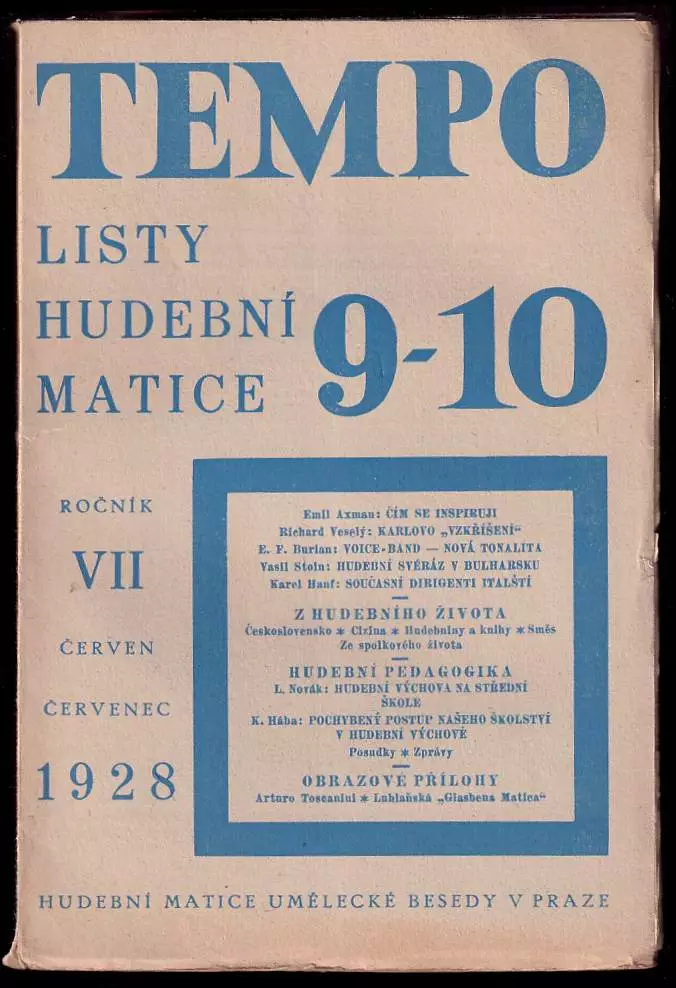 TEMPO
LISTY
HUDEBNÍ
MATICE
9-10
ROČNÍK
VII
ČERVEN
ČERVENEC
1928
Emil Axman: ČÍM SE INSPIRUJI
Richard Veselý: KARLOVO „VZKŘÍŠENÍ“
E. F. Burian: VOICE-BAND — NOVÁ TONALITA
Vasil Stoin: HUDEBNÍ SVÉRÁZ V BULHARSKU
Karel Hanf: SOUČASNÍ DIRIGENTI ITALŠTÍ
Z HUDEBNÍHO ŽIVOTA
Československo * Cizina * Hudebniny a knihy * Směs
Ze spolkového života
HUDEBNÍ PEDAGOGIKA
L. Novák: HUDEBNÍ VÝCHOVA NA STŘEDNÍ
ŠKOLE
K. Hába: POCHYBENÝ POSTUP NAŠEHO ŠKOLSTVÍ
V HUDEBNÍ VÝCHOVĚ
Posudky * Zprávy
OBRAZOVÉ PŘÍLOHY
Arturo Toscanini * Lublaňská „Glasbena Matica“
HUDEBNÍ MATICE UMĚLECKÉ BESEDY V PRAZE